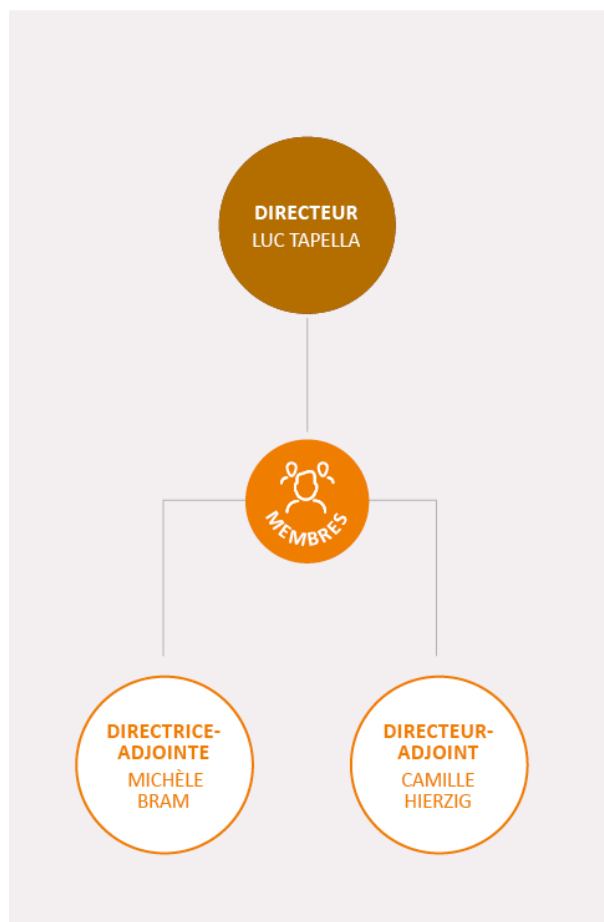 DIRECTEUR
LUC TAPELLA
MEMBRES
DIRECTRICE-
ADJOINTE
MICHÈLE
BRAM
DIRECTEUR-
ADJOINT
CAMILLE
HIERZIG